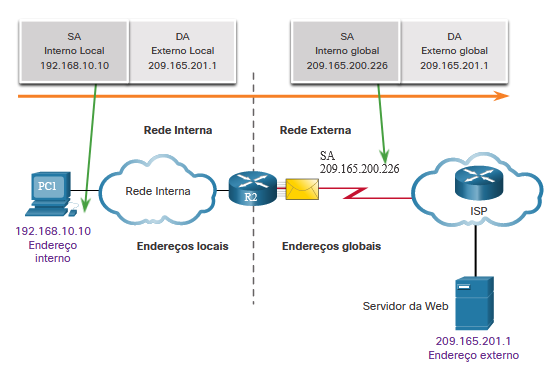 SA
Interno Local
192.168.10.10
DA
Externo Local
209.165.201.1
SA
Interno global
209.165.200.226
DA
Externo global
209.165.201.1
Rede Interna
Rede Externa
SA
209.165.200.226
PC1
Rede Interna
R2
ISP
192.168.10.10
Endereço
interno
Endereços locais
Endereços globais
Servidor da Web
209.165.201.1
Endereço externo